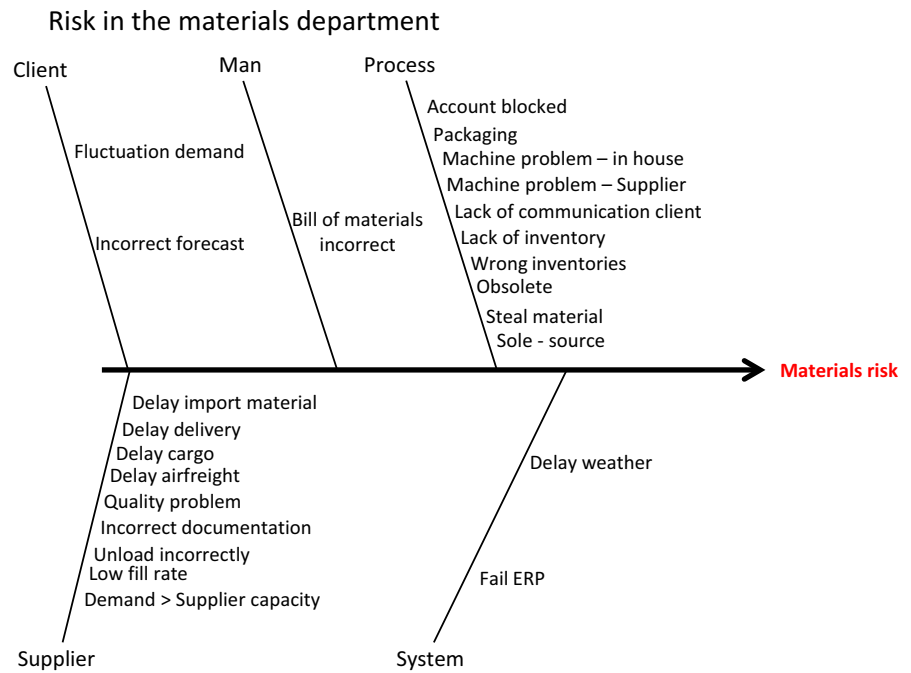 Risk in the materials department
Client
Man
Process
Fluctuation demand
Incorrect forecast
Bill of materials
incorrect
Account blocked
Packaging
Machine problem – in house
Machine problem – Supplier
Lack of communication client
Lack of inventory
Wrong inventories
Obsolete
Steal material
Sole - source
Materials risk
Delay import material
Delay delivery
Delay cargo
Delay airfreight
Quality problem
Incorrect documentation
Unload incorrectly
Low fill rate
Demand > Supplier capacity
Delay weather
Fail ERP
Supplier
System